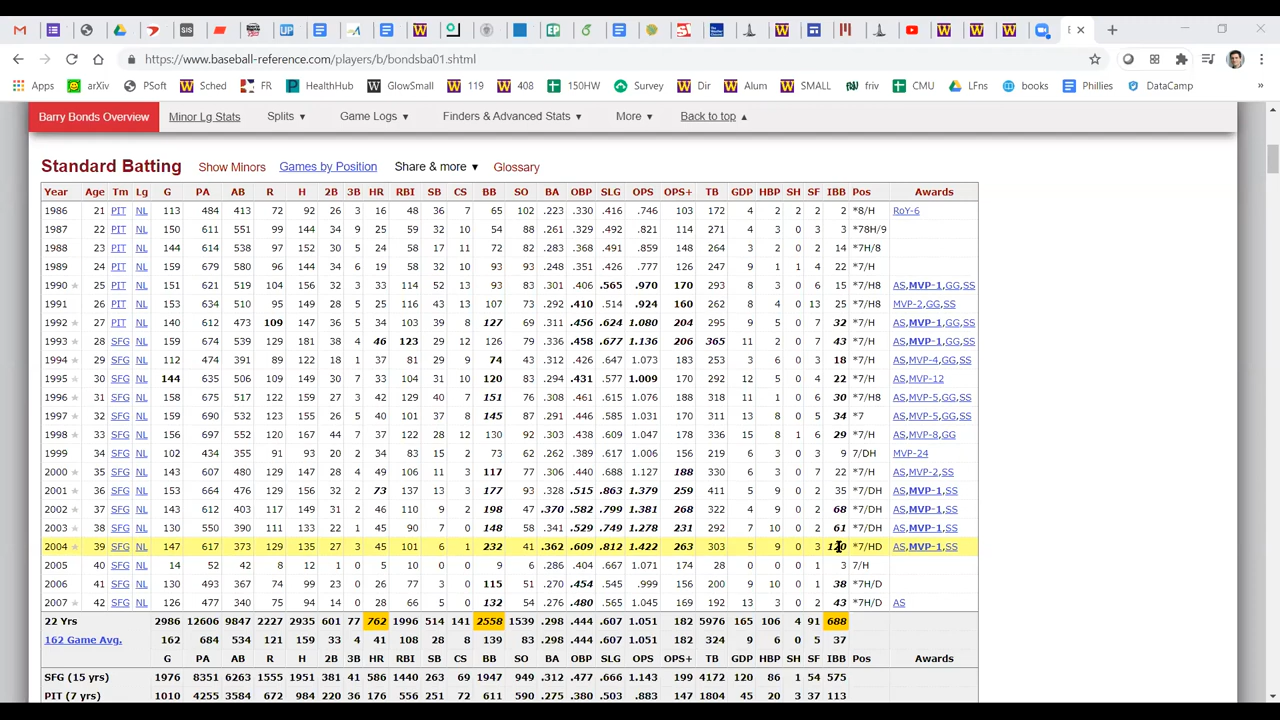 E
https://www.baseball-reference.com/players/b/bondsba01.shtml
Apps arXiv PSoft Sched FR HealthHub GlowSmall 119 408 150HW Survey Dir Alum SMALL friv CMU LFns books Phillies DataCamp »
Barry Bonds Overview Minor Lg Stats Splits ▼ Game Logs ▼ Finders & Advanced Stats ▼ More ▼ Back to top ▲
Standard Batting Show Minors Games by Position Share & more ▼ Glossary
Year Age Tm Lg G PA AB R H 2B 3B HR RBI SB CS BB SO BA OBP SLG OPS OPS+ TB GDP HBP SH SF IBB Pos Awards
1986 21 PIT NL 113 484 413 72 92 26 3 16 48 36 7 65 102 .223 .330 .416 .746 103 172 4 2 2 2 2 *8/H RoY-6
1987 22 PIT NL 150 611 551 99 144 34 9 25 59 32 10 54 88 .261 .329 .492 .821 114 271 4 3 0 3 3 *78H/9
1988 23 PIT NL 144 614 538 97 152 30 5 24 58 17 11 72 82 .283 .368 .491 .859 148 264 3 2 0 2 14 *7H/8
1989 24 PIT NL 159 679 580 96 144 34 6 19 58 32 10 93 93 .248 .351 .426 .777 126 247 9 1 1 4 22 *7/H
1990 ★ 25 PIT NL 151 621 519 104 156 32 3 33 114 52 13 93 83 .301 .406 .565 .970 170 293 8 3 0 6 15 *7/H8 AS,MVP-1,GG,SS
1991 26 PIT NL 153 634 510 95 149 28 5 25 116 43 13 107 73 .292 .410 .514 .924 160 262 8 4 0 13 25 *7/H8 MVP-2,GG,SS
1992 ★ 27 PIT NL 140 612 473 109 147 36 5 34 103 39 8 127 69 .311 .456 .624 1.080 204 295 9 5 0 7 32 *7/H AS,MVP-1,GG,SS
1993 ★ 28 SFG NL 159 674 539 129 181 38 4 46 123 29 12 126 79 .336 .458 .677 1.136 206 365 11 2 0 7 43 *7/H AS,MVP-1,GG,SS
1994 ★ 29 SFG NL 112 474 391 89 122 18 1 37 81 29 9 74 43 .312 .426 .647 1.073 183 253 3 6 0 3 18 *7/H AS,MVP-4,GG,SS
1995 ★ 30 SFG NL 144 635 506 109 149 30 7 33 104 31 10 120 83 .294 .431 .577 1.009 170 292 12 5 0 4 22 *7/H AS,MVP-12
1996 ★ 31 SFG NL 158 675 517 122 159 27 3 42 129 40 7 151 76 .308 .461 .615 1.076 188 318 11 1 0 6 30 *7/H8 AS,MVP-5,GG,SS
1997 ★ 32 SFG NL 159 690 532 123 155 26 5 40 101 37 8 145 87 .291 .446 .585 1.031 170 311 13 8 0 5 34 *7 AS,MVP-5,GG,SS
1998 ★ 33 SFG NL 156 697 552 120 167 44 7 37 122 28 12 130 92 .303 .438 .609 1.047 178 336 15 8 1 6 29 *7/H AS,MVP-8,GG
1999 34 SFG NL 102 434 355 91 93 20 2 34 83 15 2 73 62 .262 .389 .617 1.006 156 219 6 3 0 3 9 7/DH MVP-24
2000 ★ 35 SFG NL 143 607 480 129 147 28 4 49 106 11 3 117 77 .306 .440 .688 1.127 188 330 6 3 0 7 22 *7/H AS,MVP-2,SS
2001 ★ 36 SFG NL 153 664 476 129 156 32 2 73 137 13 3 177 93 .328 .515 .863 1.379 259 411 5 9 0 2 35 *7/DH AS,MVP-1,SS
2002 ★ 37 SFG NL 143 612 403 117 149 31 2 46 110 9 2 198 47 .370 .582 .799 1.381 268 322 4 9 0 2 68 *7/DH AS,MVP-1,SS
2003 ★ 38 SFG NL 130 550 390 111 133 22 1 45 90 7 0 148 58 .341 .529 .749 1.278 231 292 7 10 0 2 61 *7/DH AS,MVP-1,SS
2004 ★ 39 SFG NL 147 617 373 129 135 27 3 45 101 6 1 232 41 .362 .609 .812 1.422 263 303 5 9 0 3 120 *7/HD AS,MVP-1,SS
2005 40 SFG NL 14 52 42 8 12 1 0 5 10 0 0 9 6 .286 .404 .667 1.071 174 28 0 0 0 1 3 7/H
2006 41 SFG NL 130 493 367 74 99 23 0 26 77 3 0 115 51 .270 .454 .545 .999 156 200 9 10 0 1 38 *7H/D
2007 ★ 42 SFG NL 126 477 340 75 94 14 0 28 66 5 0 132 54 .276 .480 .565 1.045 169 192 13 3 0 2 43 *7H/D AS
22 Yrs 2986 12606 9847 2227 2935 601 77 762 1996 514 141 2558 1539 .298 .444 .607 1.051 182 5976 165 106 4 91 688
162 Game Avg. 162 684 534 121 159 33 4 41 108 28 8 139 83 .298 .444 .607 1.051 182 324 9 6 0 5 37
G PA AB R H 2B 3B HR RBI SB CS BB SO BA OBP SLG OPS OPS+ TB GDP HBP SH SF IBB Pos Awards
SFG (15 yrs) 1976 8351 6263 1555 1951 381 41 586 1440 263 69 1947 949 .312 .477 .666 1.143 199 4172 120 86 1 54 575
PIT (7 yrs) 1010 4255 3584 672 984 220 36 176 556 251 72 611 590 .275 .380 .503 .883 147 1804 45 20 3 37 113